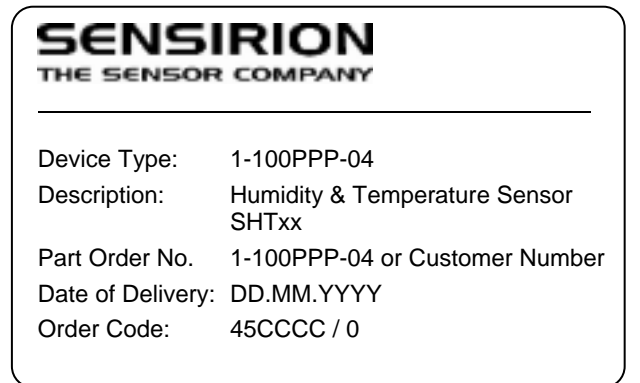 SENSIRION
THE SENSOR COMPANY
Device Type: 1-100PPP-04
Description: Humidity & Temperature Sensor
SHTxx
Part Order No. 1-100PPP-04 or Customer Number
Date of Delivery: DD.MM.YYYY
Order Code: 45CCCC / 0